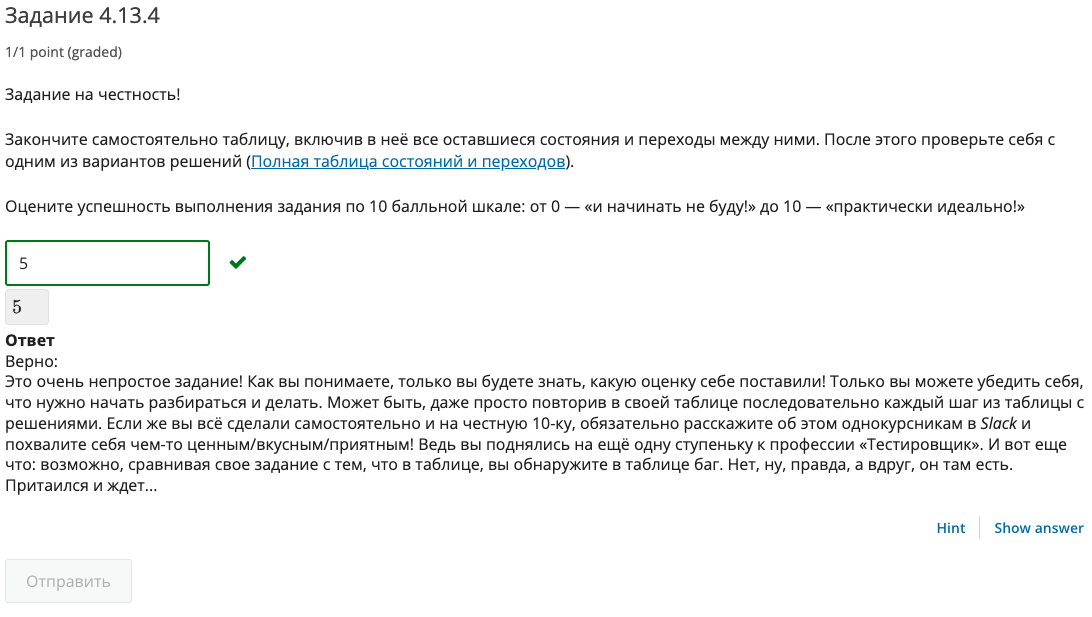 Задание 4.13.4
1/1 point (graded)
Задание на честность!
Закончите самостоятельно таблицу, включив в неё все оставшиеся состояния и переходы между ними. После этого проверьте себя с
одним из вариантов решений (Полная таблица состояний и переходов).
Оцените успешность выполнения задания по 10 балльной шкале: от 0 — «и начинать не буду!» до 10 — «практически идеально!»
5
5
Ответ
Верно:
Это очень непростое задание! Как вы понимаете, только вы будете знать, какую оценку себе поставили! Только вы можете убедить себя,
что нужно начать разбираться и делать. Может быть, даже просто повторив в своей таблице последовательно каждый шаг из таблицы с
решениями. Если же вы всё сделали самостоятельно и на честную 10-ку, обязательно расскажите об этом однокурсникам в Slack и
похвалите себя чем-то ценным/вкусным/приятным! Ведь вы поднялись на ещё одну ступеньку к профессии «Тестировщик». И вот еще
что: возможно, сравнивая свое задание с тем, что в таблице, вы обнаружите в таблице баг. Нет, ну, правда, а вдруг, он там есть.
Притаился и ждет...
Hint
Show answer
Отправить